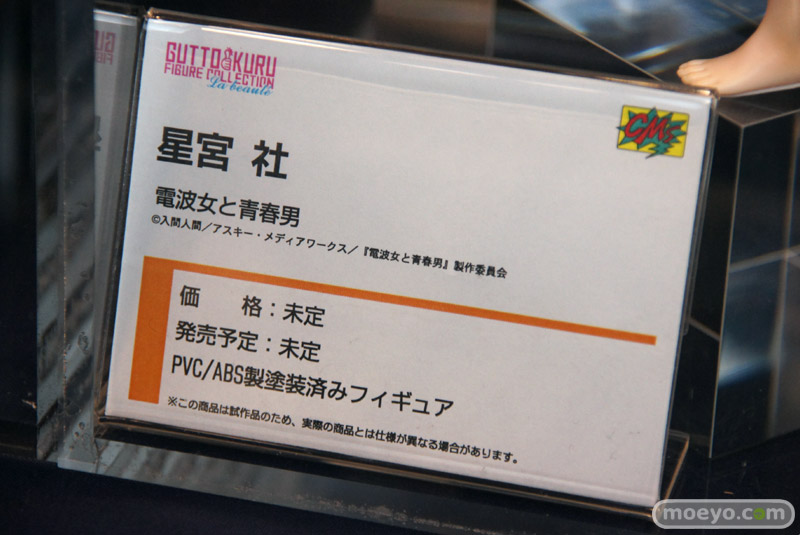 GUTTO KURU
FIGURE COLLECTION
La beauté
CMs
星宮 社
電波女と青春男
©入間人間／アスキー・メディアワークス／『電波女と青春男』製作委員会
価　格：未定
発売予定：未定
PVC/ABS製塗装済みフィギュア
※この商品は試作品のため、実際の商品とは仕様が異なる場合があります。
moeyo.com